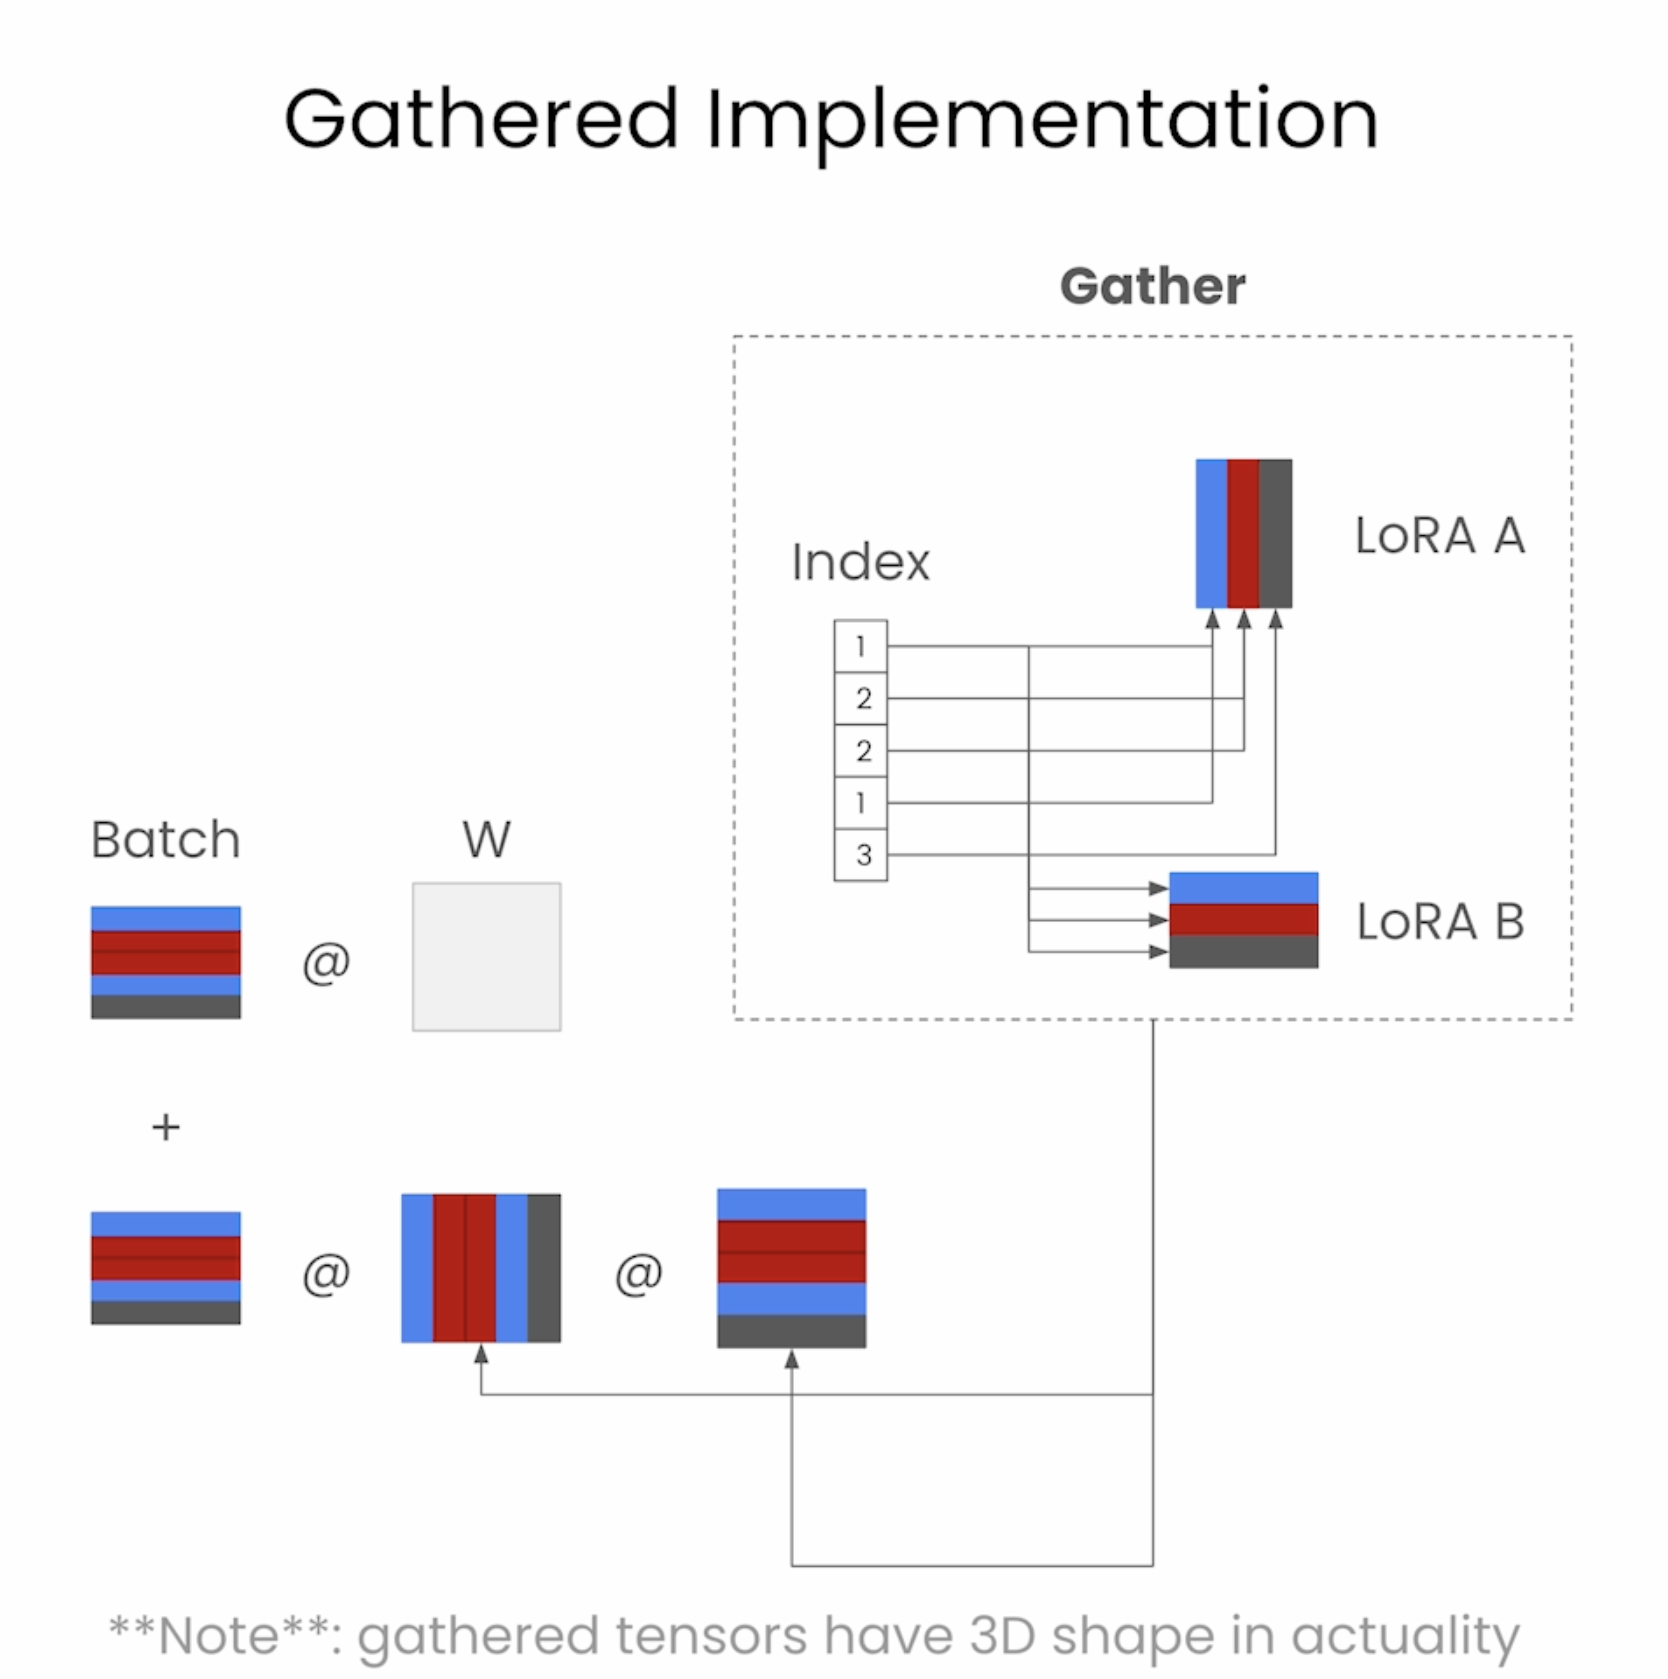 Gathered Implementation
Gather
LoRA A
Index
1
2
2
1
3
LoRA B
Batch
W
@
+
@
@
**Note**: gathered tensors have 3D shape in actuality